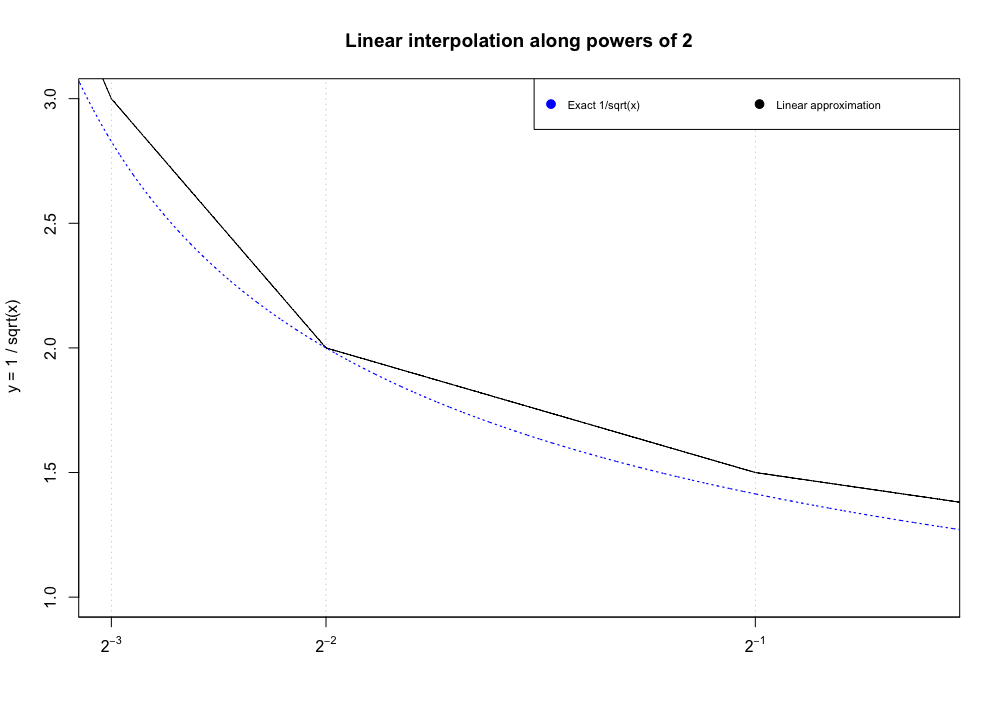 Linear interpolation along powers of 2
Exact 1/sqrt(x)
Linear approximation
y = 1 / sqrt(x)
3.0
2.5
2.0
1.5
1.0
2⁻³
2⁻²
2⁻¹